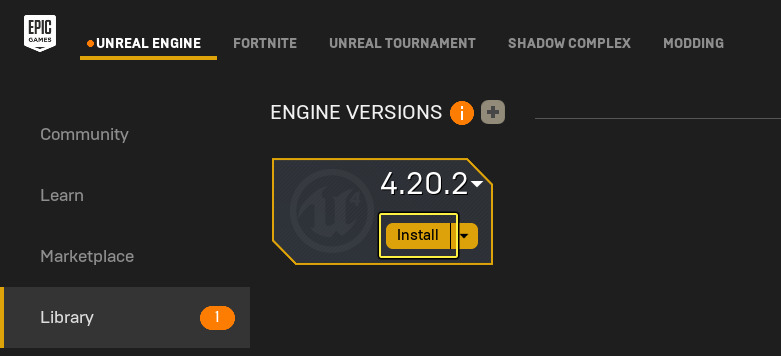 EPIC
GAMES
UNREAL ENGINE
FORTNITE
UNREAL TOURNAMENT
SHADOW COMPLEX
MODDING
Community
Learn
Marketplace
Library
1
ENGINE VERSIONS
i
+
4.20.2
4
Install